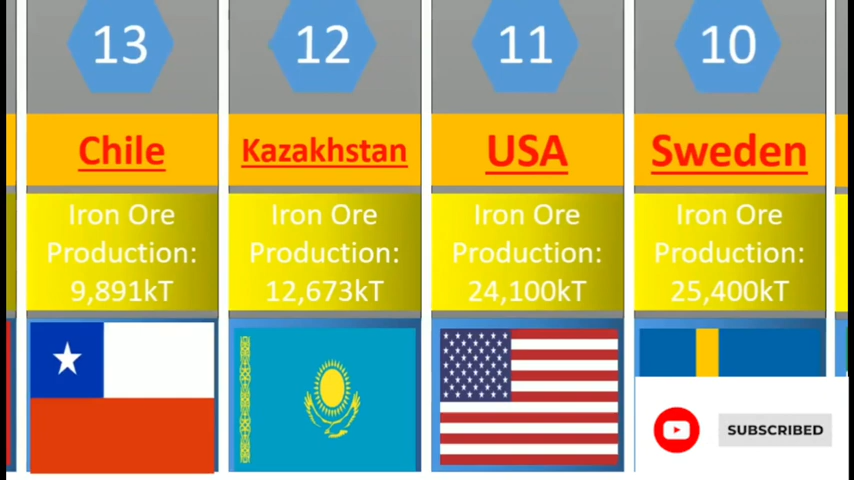 13
12
11
10
Chile
Kazakhstan
USA
Sweden
Iron Ore
Production:
9,891kT
Iron Ore
Production:
12,673kT
Iron Ore
Production:
24,100kT
Iron Ore
Production:
25,400kT
SUBSCRIBED